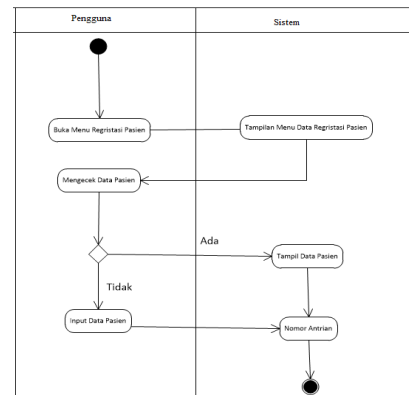 Pengguna
Sistem
Buka Menu Regristasi Pasien
Tampilan Menu Data Regristasi Pasien
Mengecek Data Pasien
Ada
Tampil Data Pasien
Tidak
Input Data Pasien
Nomor Antrian